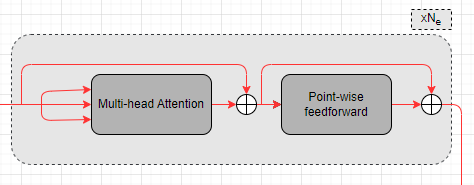 xNe
Multi-head Attention
Point-wise
feedforward